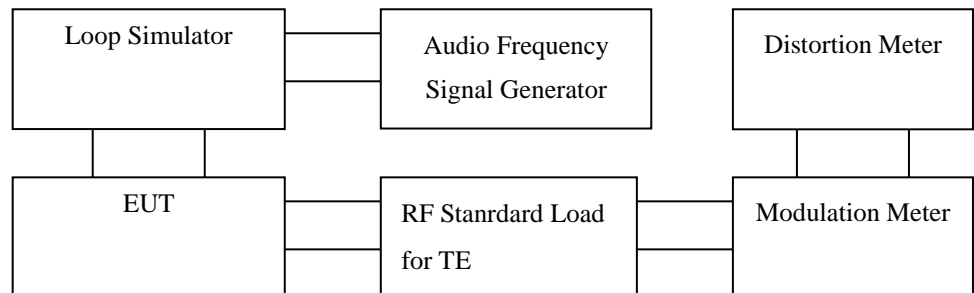 Loop Simulator
Audio Frequency
Signal Generator
Distortion Meter
EUT
RF Stanrdard Load
for TE
Modulation Meter